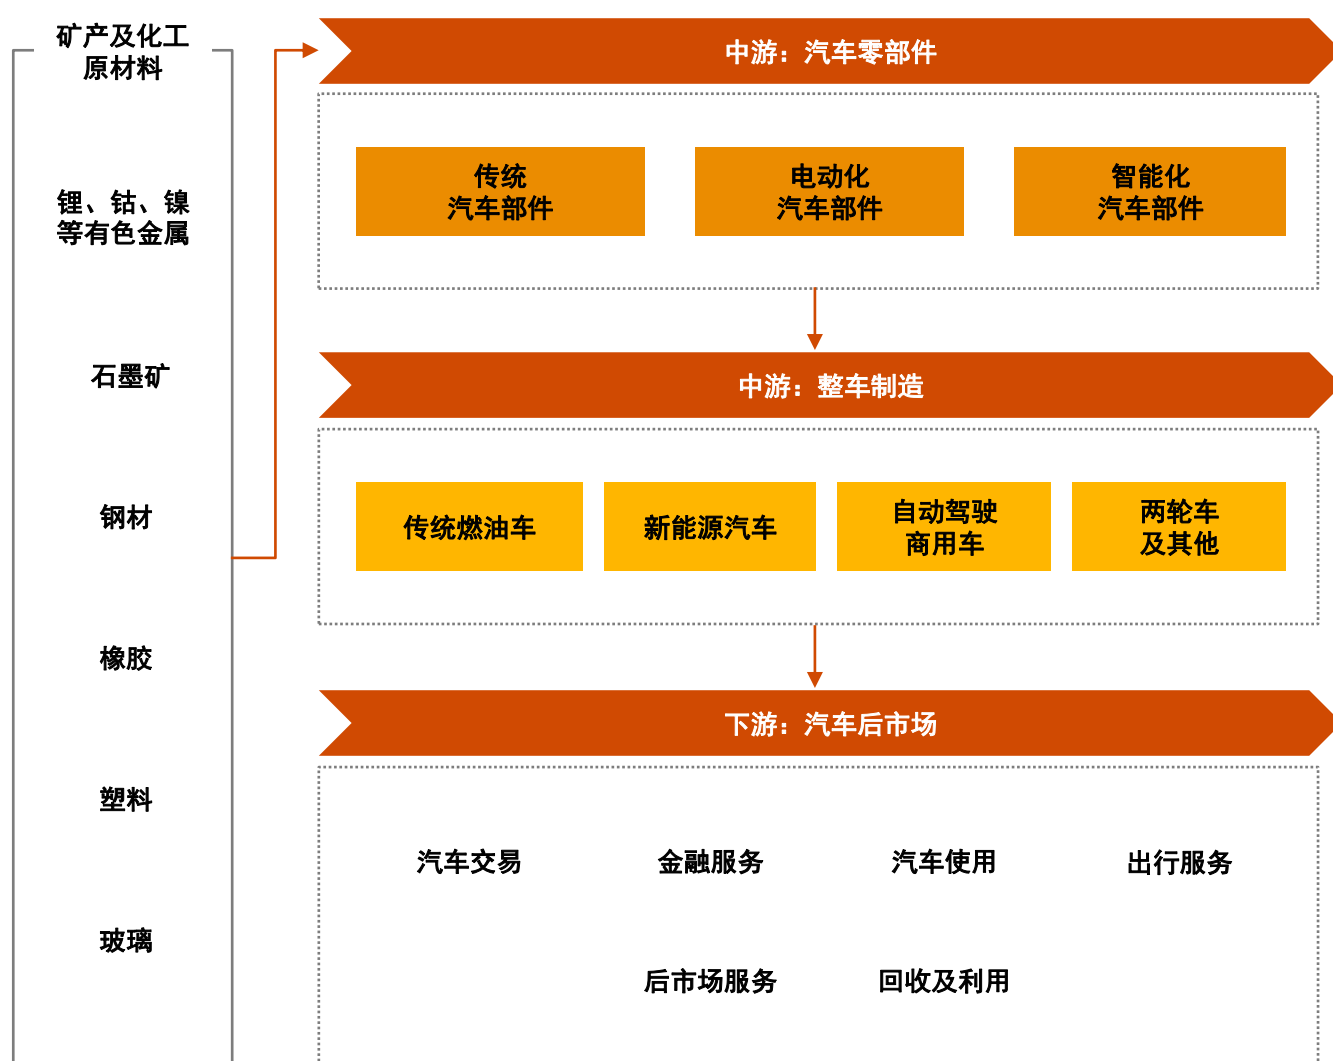 矿产及化工
原材料
锂、钴、镍
等有色金属
石墨矿
钢材
橡胶
塑料
玻璃
中游：汽车零部件
传统
汽车部件
电动化
汽车部件
智能化
汽车部件
中游：整车制造
传统燃油车
新能源汽车
自动驾驶
商用车
两轮车
及其他
下游：汽车后市场
汽车交易
金融服务
汽车使用
出行服务
后市场服务
回收及利用